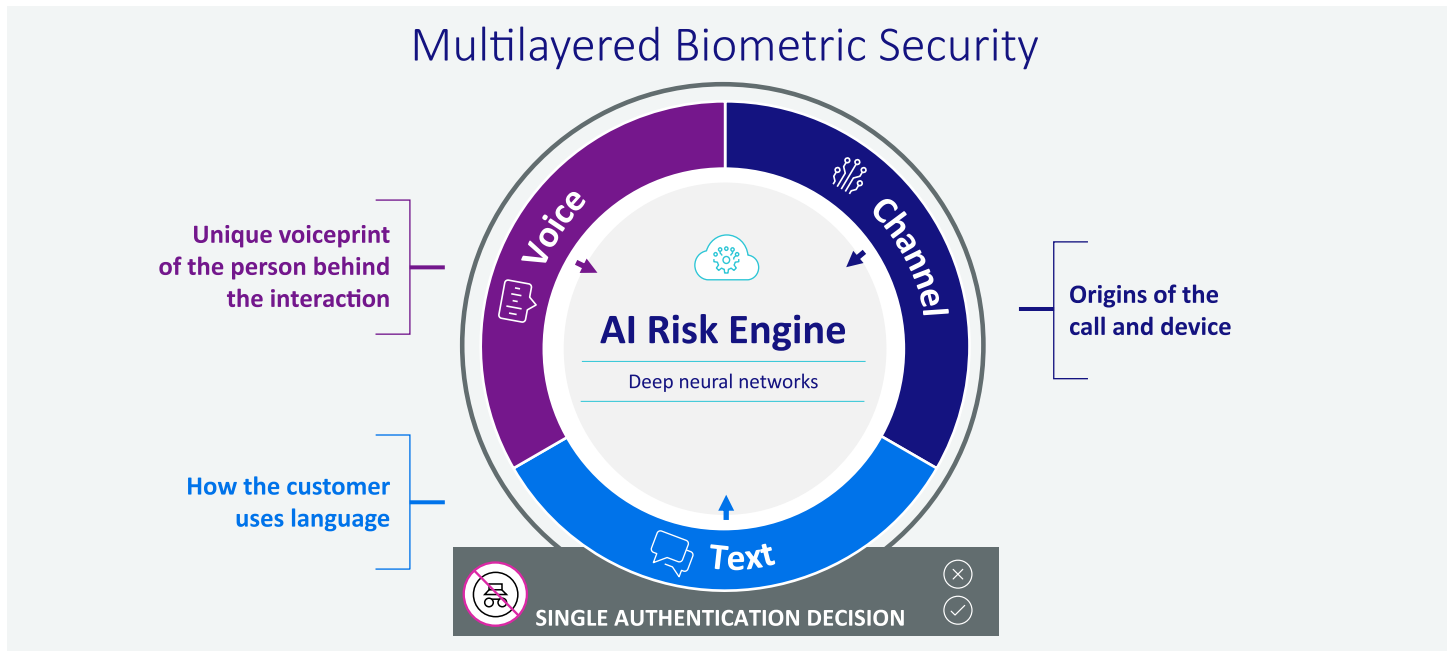 Multilayered Biometric Security
Voice
Channel
Unique voiceprint
of the person behind
the interaction
AI Risk Engine
Deep neural networks
Origins of the
call and device
How the customer
uses language
Text
SINGLE AUTHENTICATION DECISION